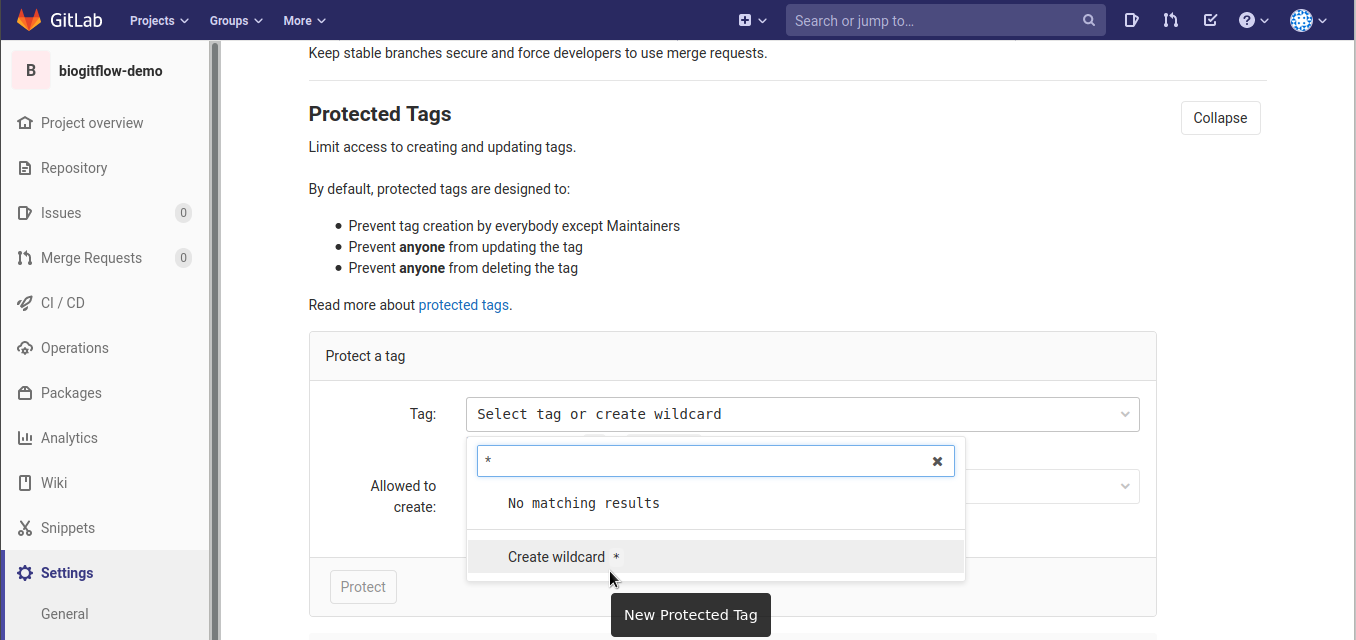 GitLab Projects Groups More Search or jump to...
B biogitflow-demo
Project overview
Repository
Issues 0
Merge Requests 0
CI / CD
Operations
Packages
Analytics
Wiki
Snippets
Settings
General
Keep stable branches secure and force developers to use merge requests.
Protected Tags
Collapse
Limit access to creating and updating tags.
By default, protected tags are designed to:
Prevent tag creation by everybody except Maintainers
Prevent anyone from updating the tag
Prevent anyone from deleting the tag
Read more about protected tags.
Protect a tag
Tag: Select tag or create wildcard
*
No matching results
Create wildcard *
Allowed to
create:
Protect
New Protected Tag